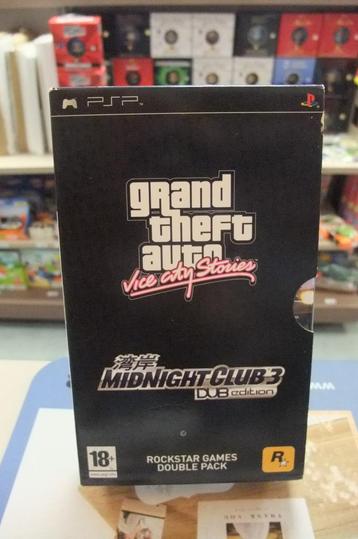 PSP
grand
theft
auto
Vice City Stories
湾岸
MIDNIGHT CLUB 3
DUB edition
18+
ROCKSTAR GAMES
DOUBLE PACK
R